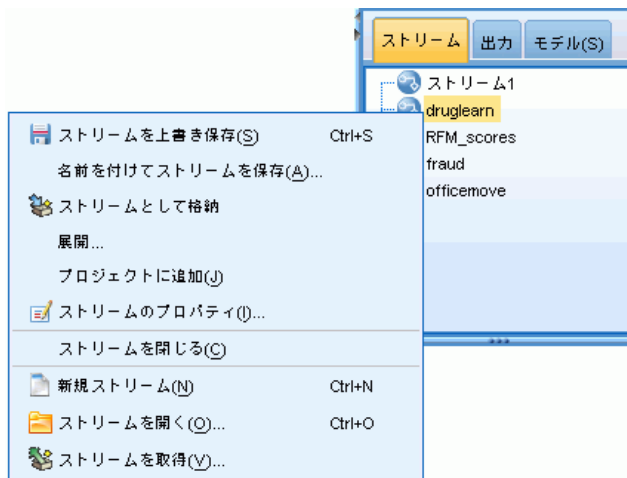 ストリーム 出力 モデル(S)
ストリーム1
druglearn
RFM_scores
fraud
officemove
ストリームを上書き保存(S) Ctrl+S
名前を付けてストリームを保存(A)...
ストリームとして格納
展開...
プロジェクトに追加(J)
ストリームのプロパティ(I)...
ストリームを閉じる(C)
新規ストリーム(N) Ctrl+N
ストリームを開く(O)... Ctrl+O
ストリームを取得(V)...